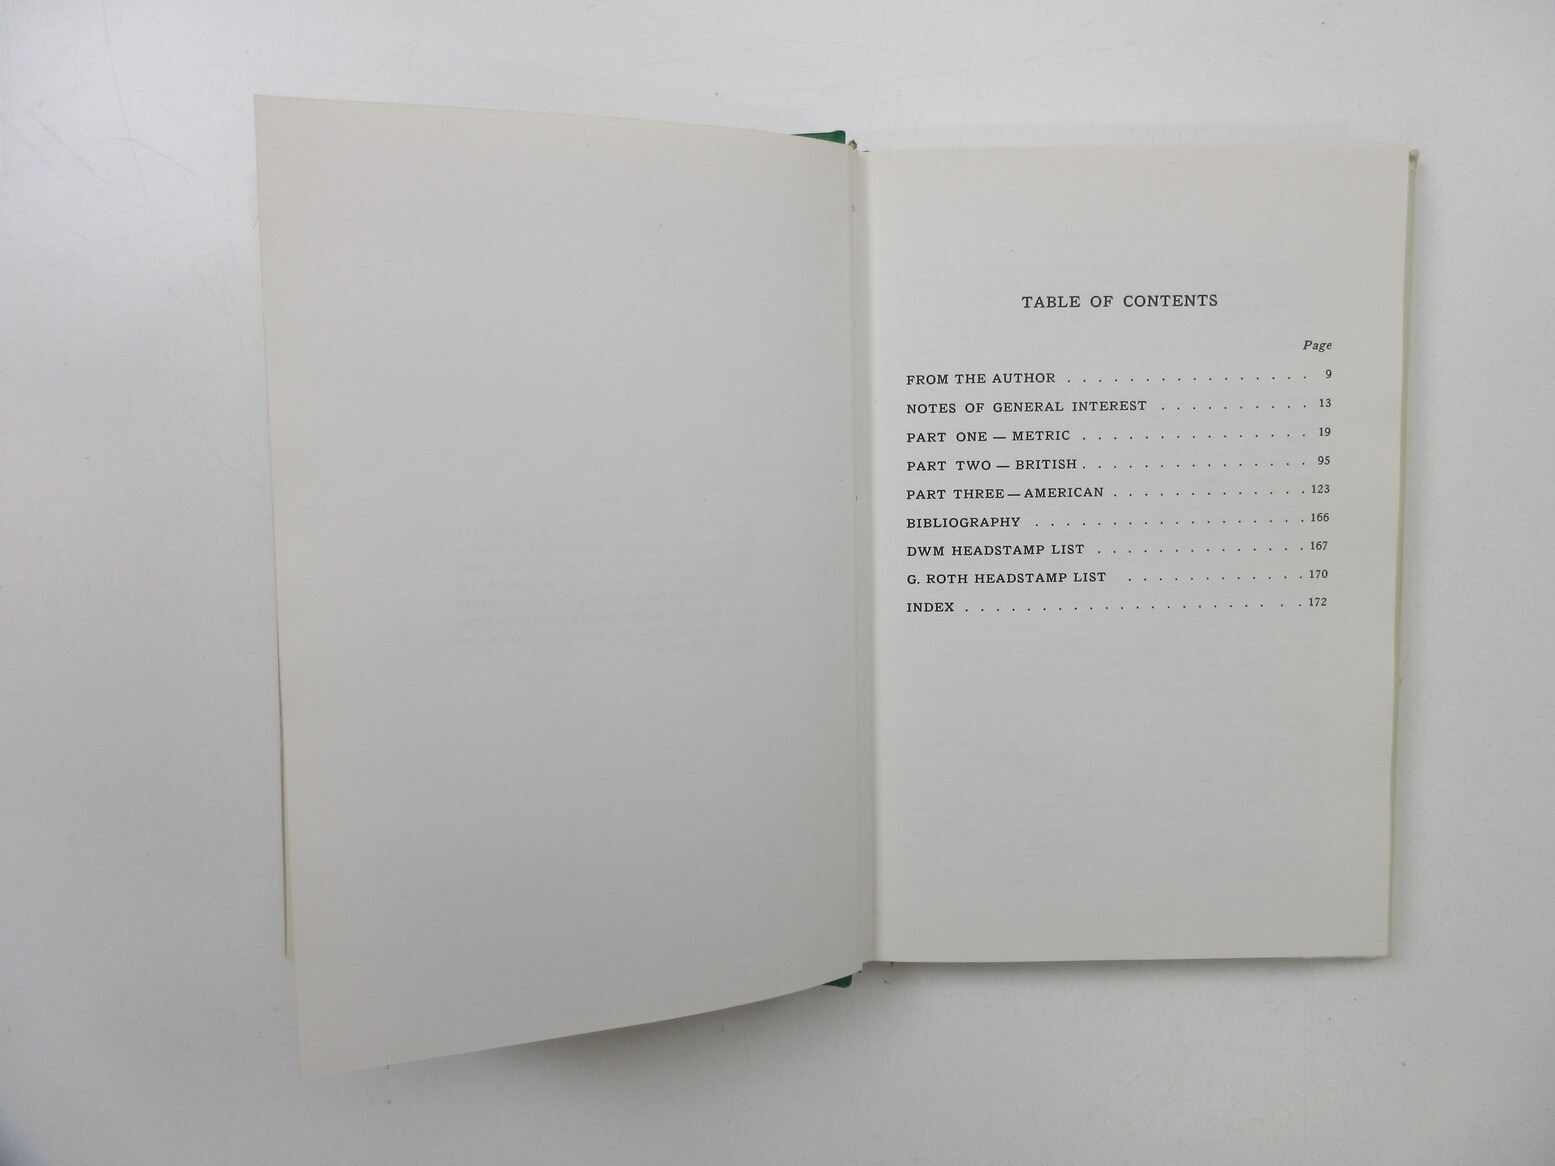 TABLE OF CONTENTS
Page
FROM THE AUTHOR . . . . . . . . . . . . . . . . 9
NOTES OF GENERAL INTEREST . . . . . . . . . . 13
PART ONE — METRIC . . . . . . . . . . . . . . . 19
PART TWO — BRITISH . . . . . . . . . . . . . . . 95
PART THREE — AMERICAN . . . . . . . . . . . . . 123
BIBLIOGRAPHY . . . . . . . . . . . . . . . . . . 166
DWM HEADSTAMP LIST . . . . . . . . . . . . . . 167
G. ROTH HEADSTAMP LIST . . . . . . . . . . . . 170
INDEX . . . . . . . . . . . . . . . . . . . . . . 172